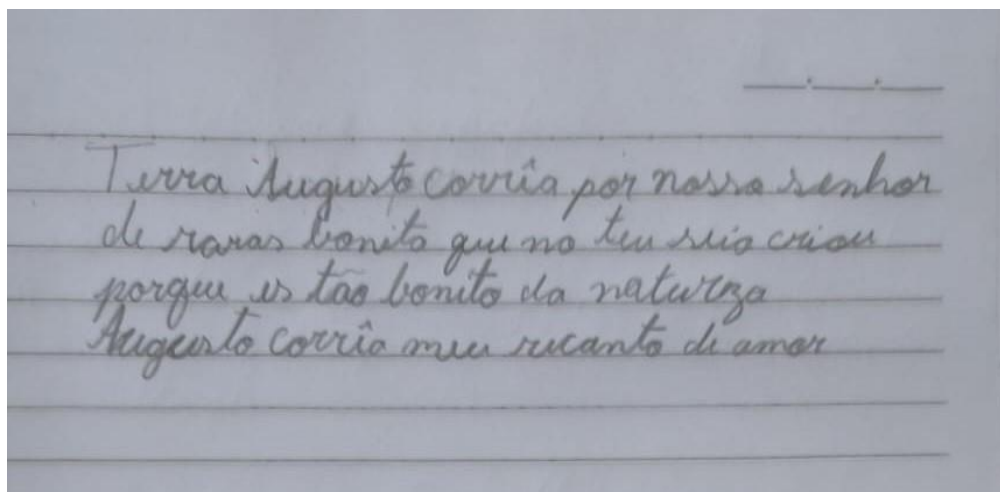 Terra Augusto corrêa por nosso senhor
de raras bonito que no teu seio criou
porque es tão bonito da natureza
Augusto corrêa meu recanto de amor